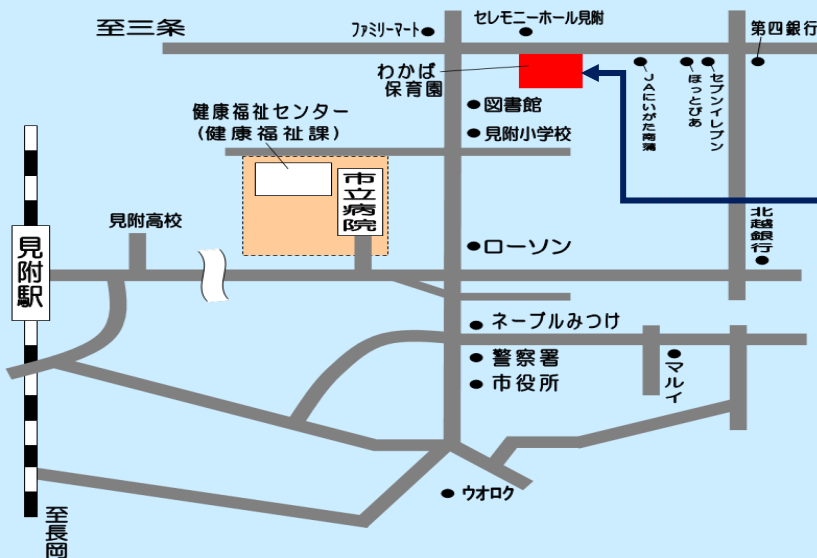 至三条
ファミリーマート
セレモニーホール見附
第四銀行
わかば
保育園
JAにいがた南蒲
ほっとぴあ
セブンイレブン
図書館
健康福祉センター
(健康福祉課)
見附小学校
市立病院
見附高校
北越銀行
見附駅
ローソン
ネーブルみつけ
警察署
マルイ
市役所
ウオロク
至長岡